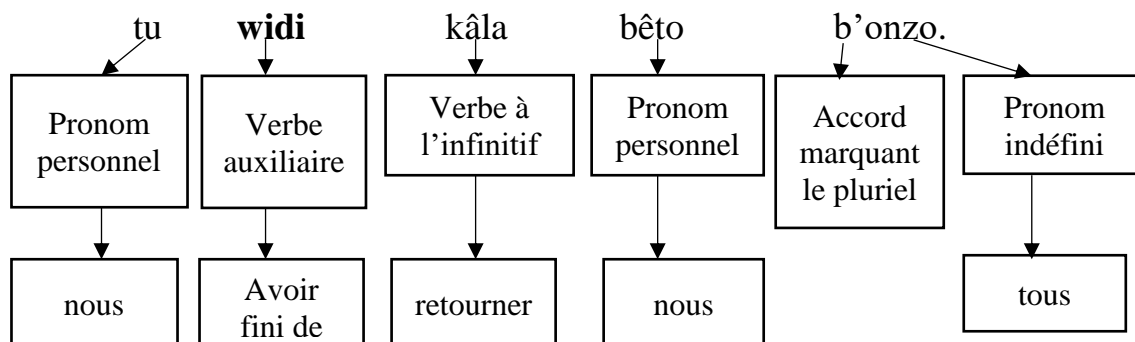 tu widi kâla bêto b’onzo.
Pronom personnel
Verbe auxiliaire
Verbe à l’infinitif
Pronom personnel
Accord marquant le pluriel
Pronom indéfini
nous
Avoir fini de
retourner
nous
tous